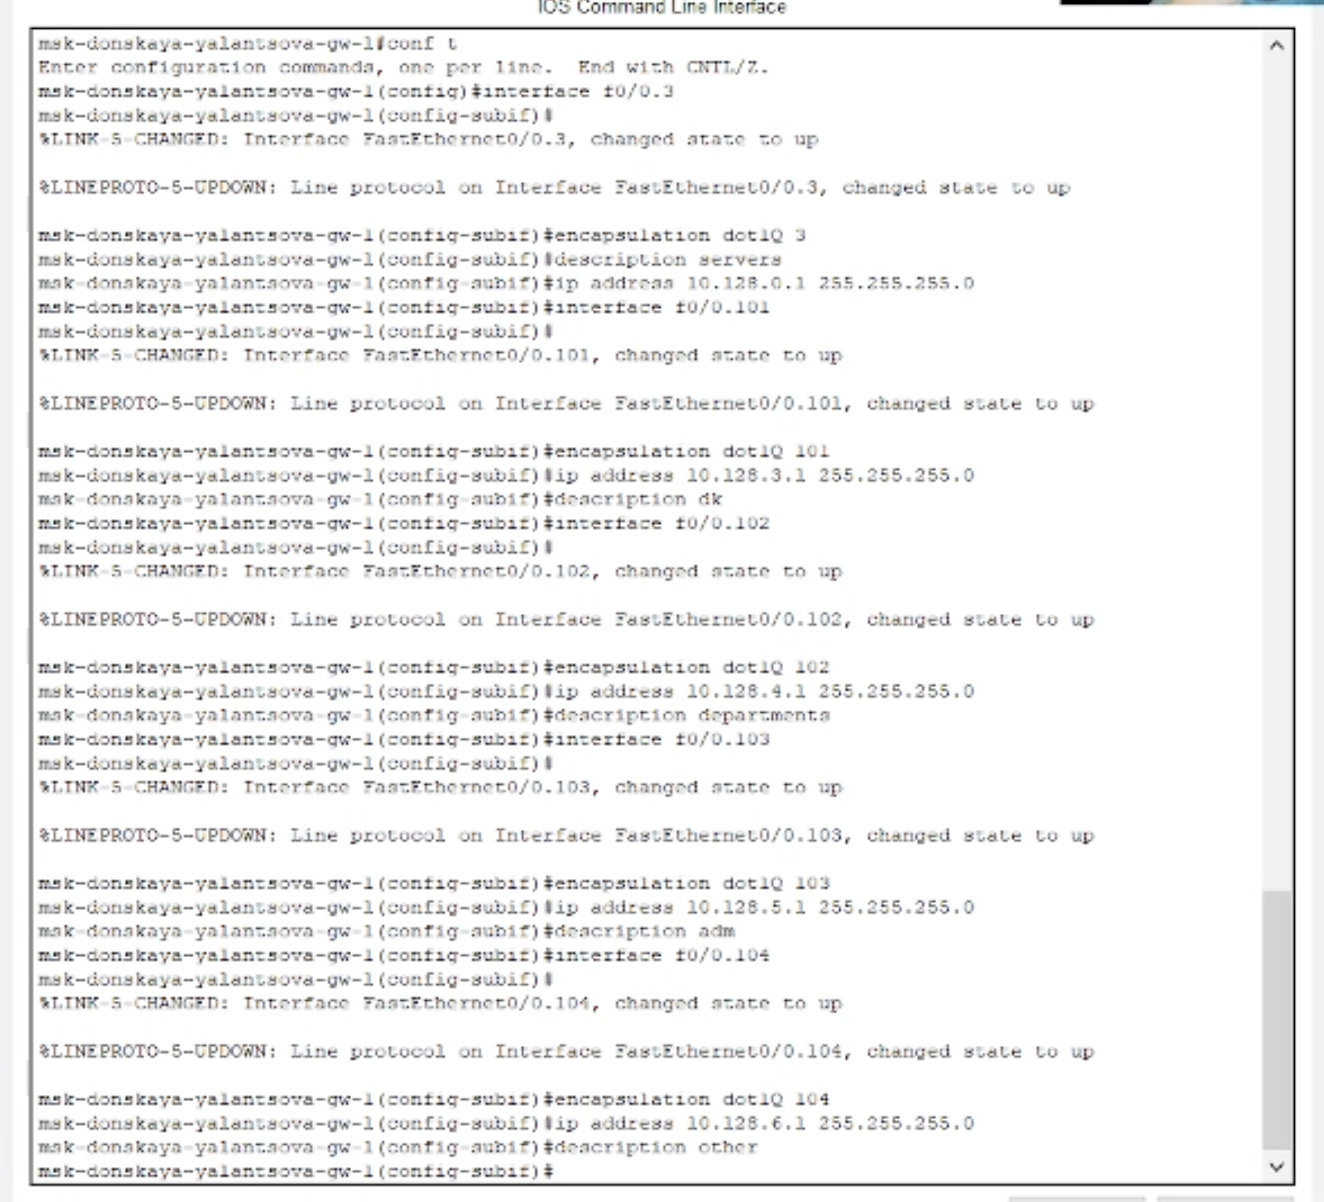 IOS Command Line Interface
msk-donskaya-yalantsova-gw-1#conf t
Enter configuration commands, one per line. End with CNTL/Z.
msk-donskaya-yalantsova-gw-1(config)#interface f0/0.3
msk-donskaya-yalantsova-gw-1(config-subif)#
%LINK-5-CHANGED: Interface FastEthernet0/0.3, changed state to up
%LINEPROTO-5-UPDOWN: Line protocol on Interface FastEthernet0/0.3, changed state to up
msk-donskaya-yalantsova-gw-1(config-subif)#encapsulation dot1Q 3
msk-donskaya-yalantsova-gw-1(config-subif)#description servers
msk-donskaya-yalantsova-gw-1(config-subif)#ip address 10.128.0.1 255.255.255.0
msk-donskaya-yalantsova-gw-1(config-subif)#interface f0/0.101
msk-donskaya-yalantsova-gw-1(config-subif)#
%LINK-5-CHANGED: Interface FastEthernet0/0.101, changed state to up
%LINEPROTO-5-UPDOWN: Line protocol on Interface FastEthernet0/0.101, changed state to up
msk-donskaya-yalantsova-gw-1(config-subif)#encapsulation dot1Q 101
msk-donskaya-yalantsova-gw-1(config-subif)#ip address 10.128.3.1 255.255.255.0
msk-donskaya-yalantsova-gw-1(config-subif)#description dk
msk-donskaya-yalantsova-gw-1(config-subif)#interface f0/0.102
msk-donskaya-yalantsova-gw-1(config-subif)#
%LINK-5-CHANGED: Interface FastEthernet0/0.102, changed state to up
%LINEPROTO-5-UPDOWN: Line protocol on Interface FastEthernet0/0.102, changed state to up
msk-donskaya-yalantsova-gw-1(config-subif)#encapsulation dot1Q 102
msk-donskaya-yalantsova-gw-1(config-subif)#ip address 10.128.4.1 255.255.255.0
msk-donskaya-yalantsova-gw-1(config-subif)#description departments
msk-donskaya-yalantsova-gw-1(config-subif)#interface f0/0.103
msk-donskaya-yalantsova-gw-1(config-subif)#
%LINK-5-CHANGED: Interface FastEthernet0/0.103, changed state to up
%LINEPROTO-5-UPDOWN: Line protocol on Interface FastEthernet0/0.103, changed state to up
msk-donskaya-yalantsova-gw-1(config-subif)#encapsulation dot1Q 103
msk-donskaya-yalantsova-gw-1(config-subif)#ip address 10.128.5.1 255.255.255.0
msk-donskaya-yalantsova-gw-1(config-subif)#description adm
msk-donskaya-yalantsova-gw-1(config-subif)#interface f0/0.104
msk-donskaya-yalantsova-gw-1(config-subif)#
%LINK-5-CHANGED: Interface FastEthernet0/0.104, changed state to up
%LINEPROTO-5-UPDOWN: Line protocol on Interface FastEthernet0/0.104, changed state to up
msk-donskaya-yalantsova-gw-1(config-subif)#encapsulation dot1Q 104
msk-donskaya-yalantsova-gw-1(config-subif)#ip address 10.128.6.1 255.255.255.0
msk-donskaya-yalantsova-gw-1(config-subif)#description other
msk-donskaya-yalantsova-gw-1(config-subif)#